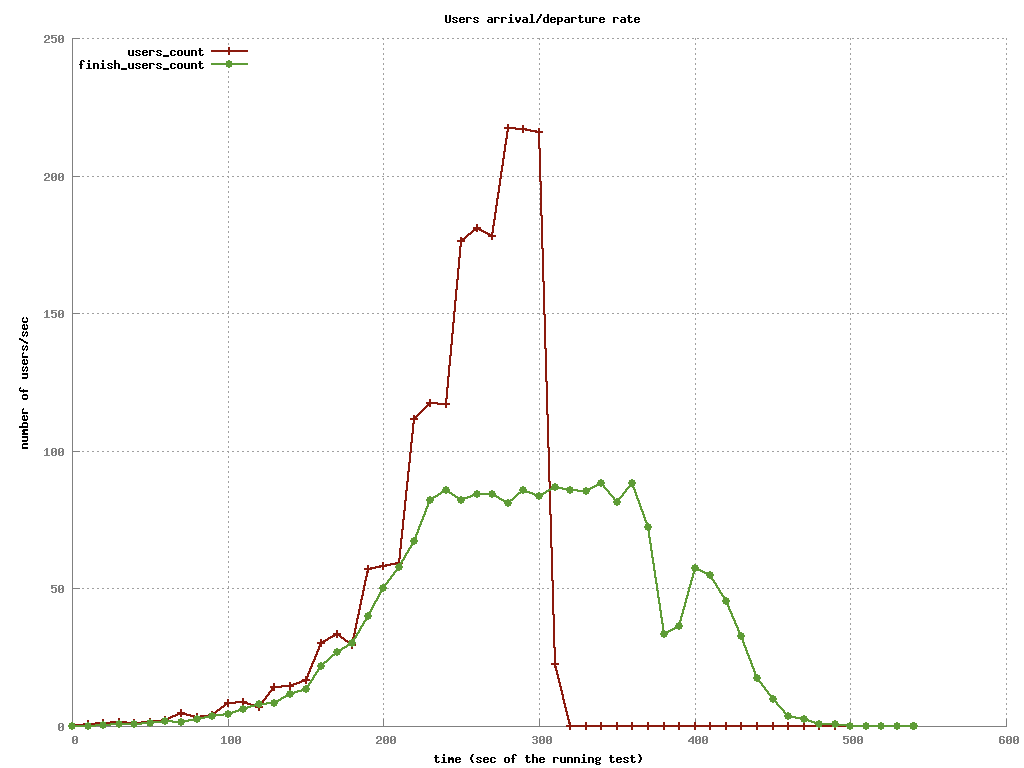 Users arrival/departure rate
250
users_count
finish_users_count
200
150
number of users/sec
100
50
0
0 100 200 300 400 500 600
time (sec of the running test)